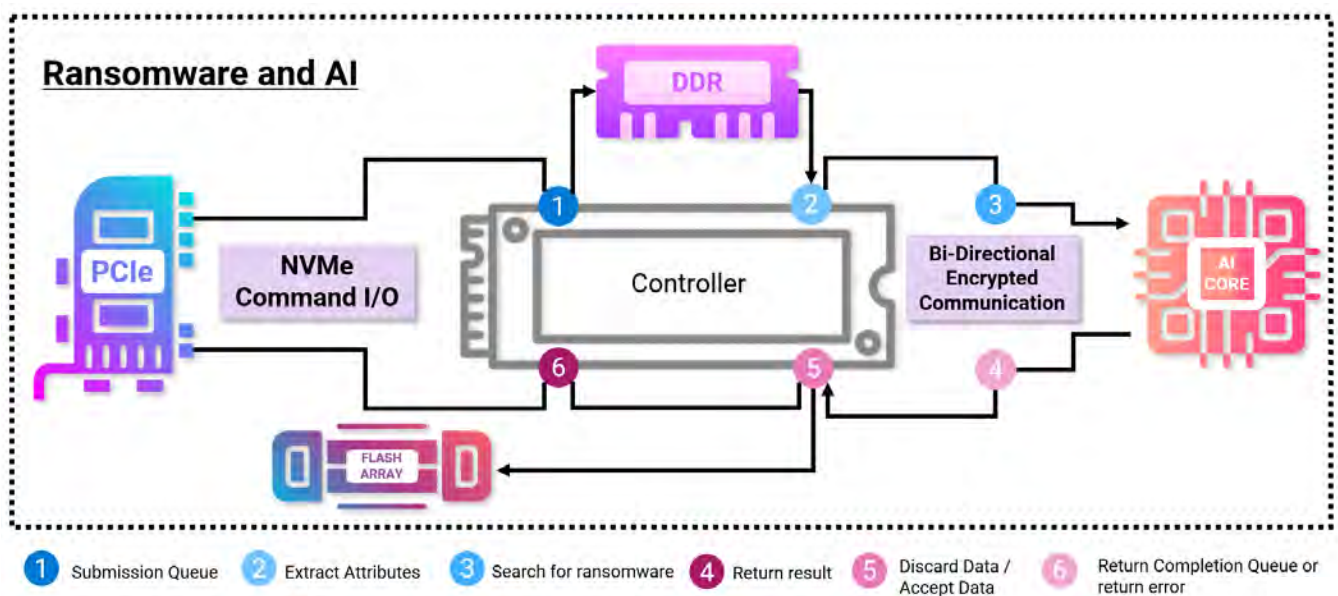 Ransomware and AI
DDR
1
2
3
PCIe
NVMe
Command I/O
Controller
Bi-Directional
Encrypted
Communication
AI
CORE
6
5
4
FLASH
ARRAY
1 Submission Queue
2 Extract Attributes
3 Search for ransomware
4 Return result
5 Discard Data /
Accept Data
6 Return Completion Queue or
return error